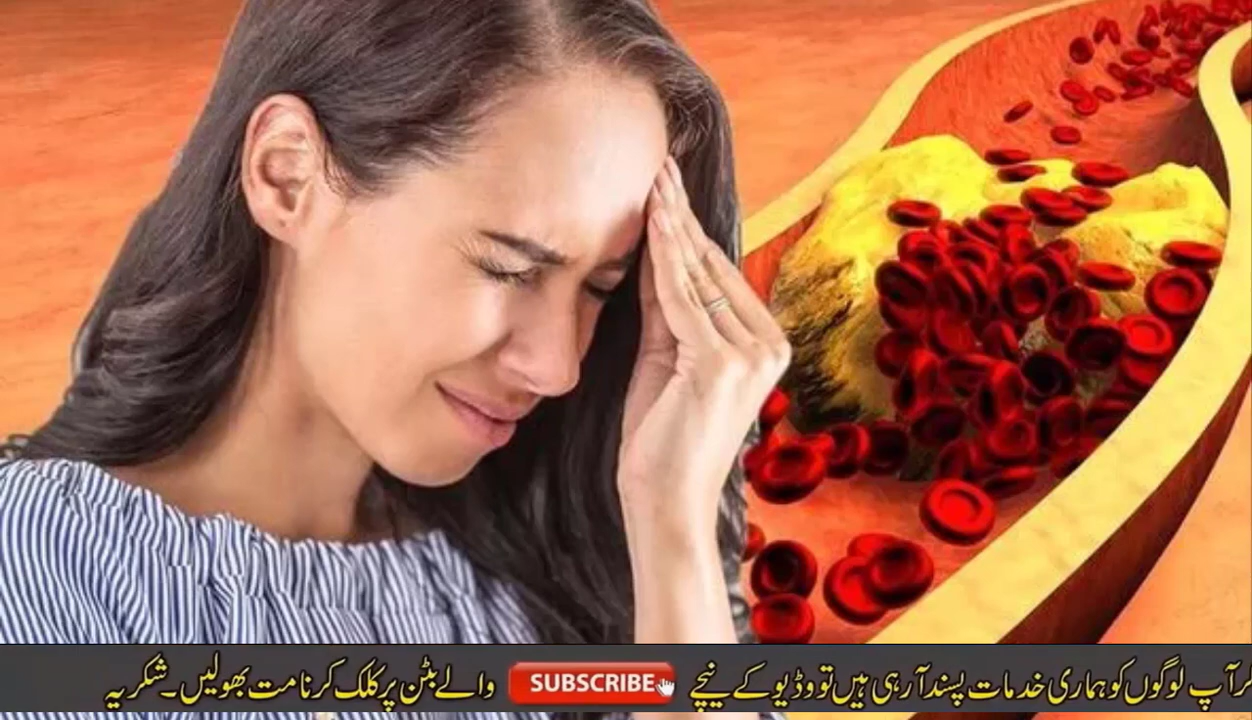 آپ لوگوں کو ہماری خدمات پسند آ رہی ہیں تو وڈیو کے نیچے SUBSCRIBE والے بٹن پر کلک کرنا مت بھولیں۔ شکریہ